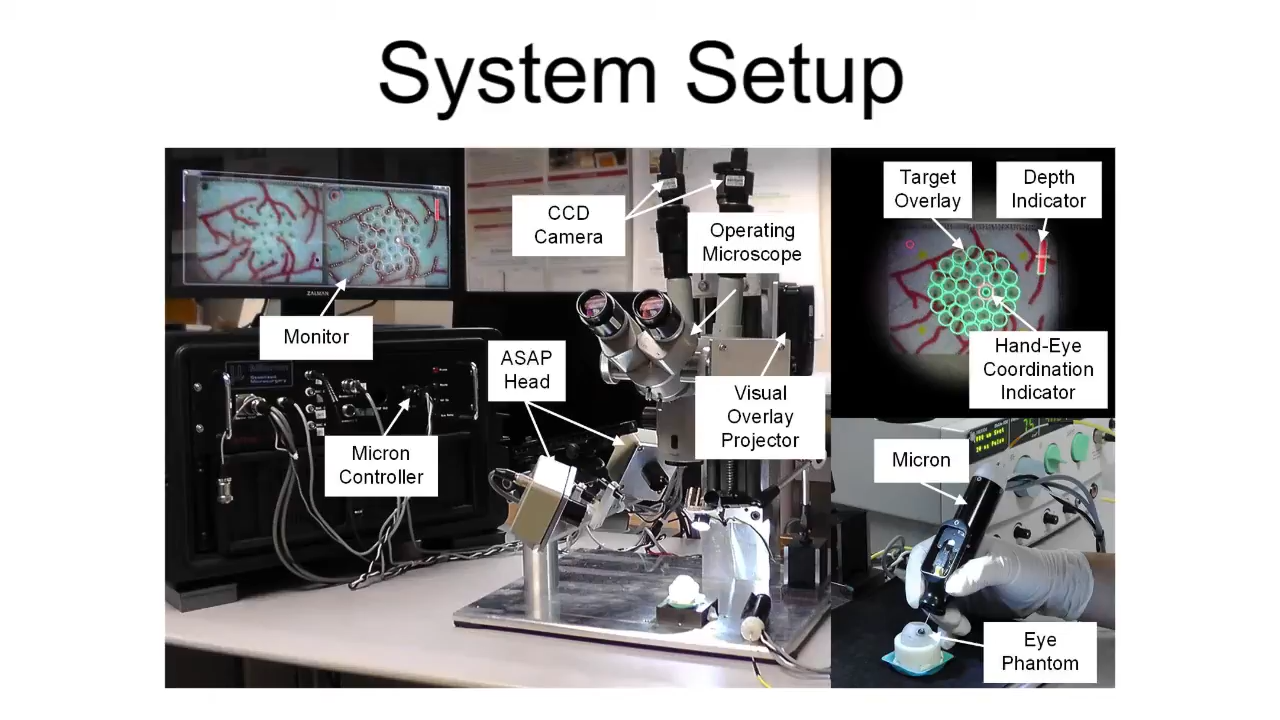 System Setup
CCD
Camera
Operating
Microscope
Target
Overlay
Depth
Indicator
Monitor
ZALMAN
ASAP
Head
Visual
Overlay
Projector
Hand-Eye
Coordination
Indicator
Micron
Controller
Micron
Eye
Phantom